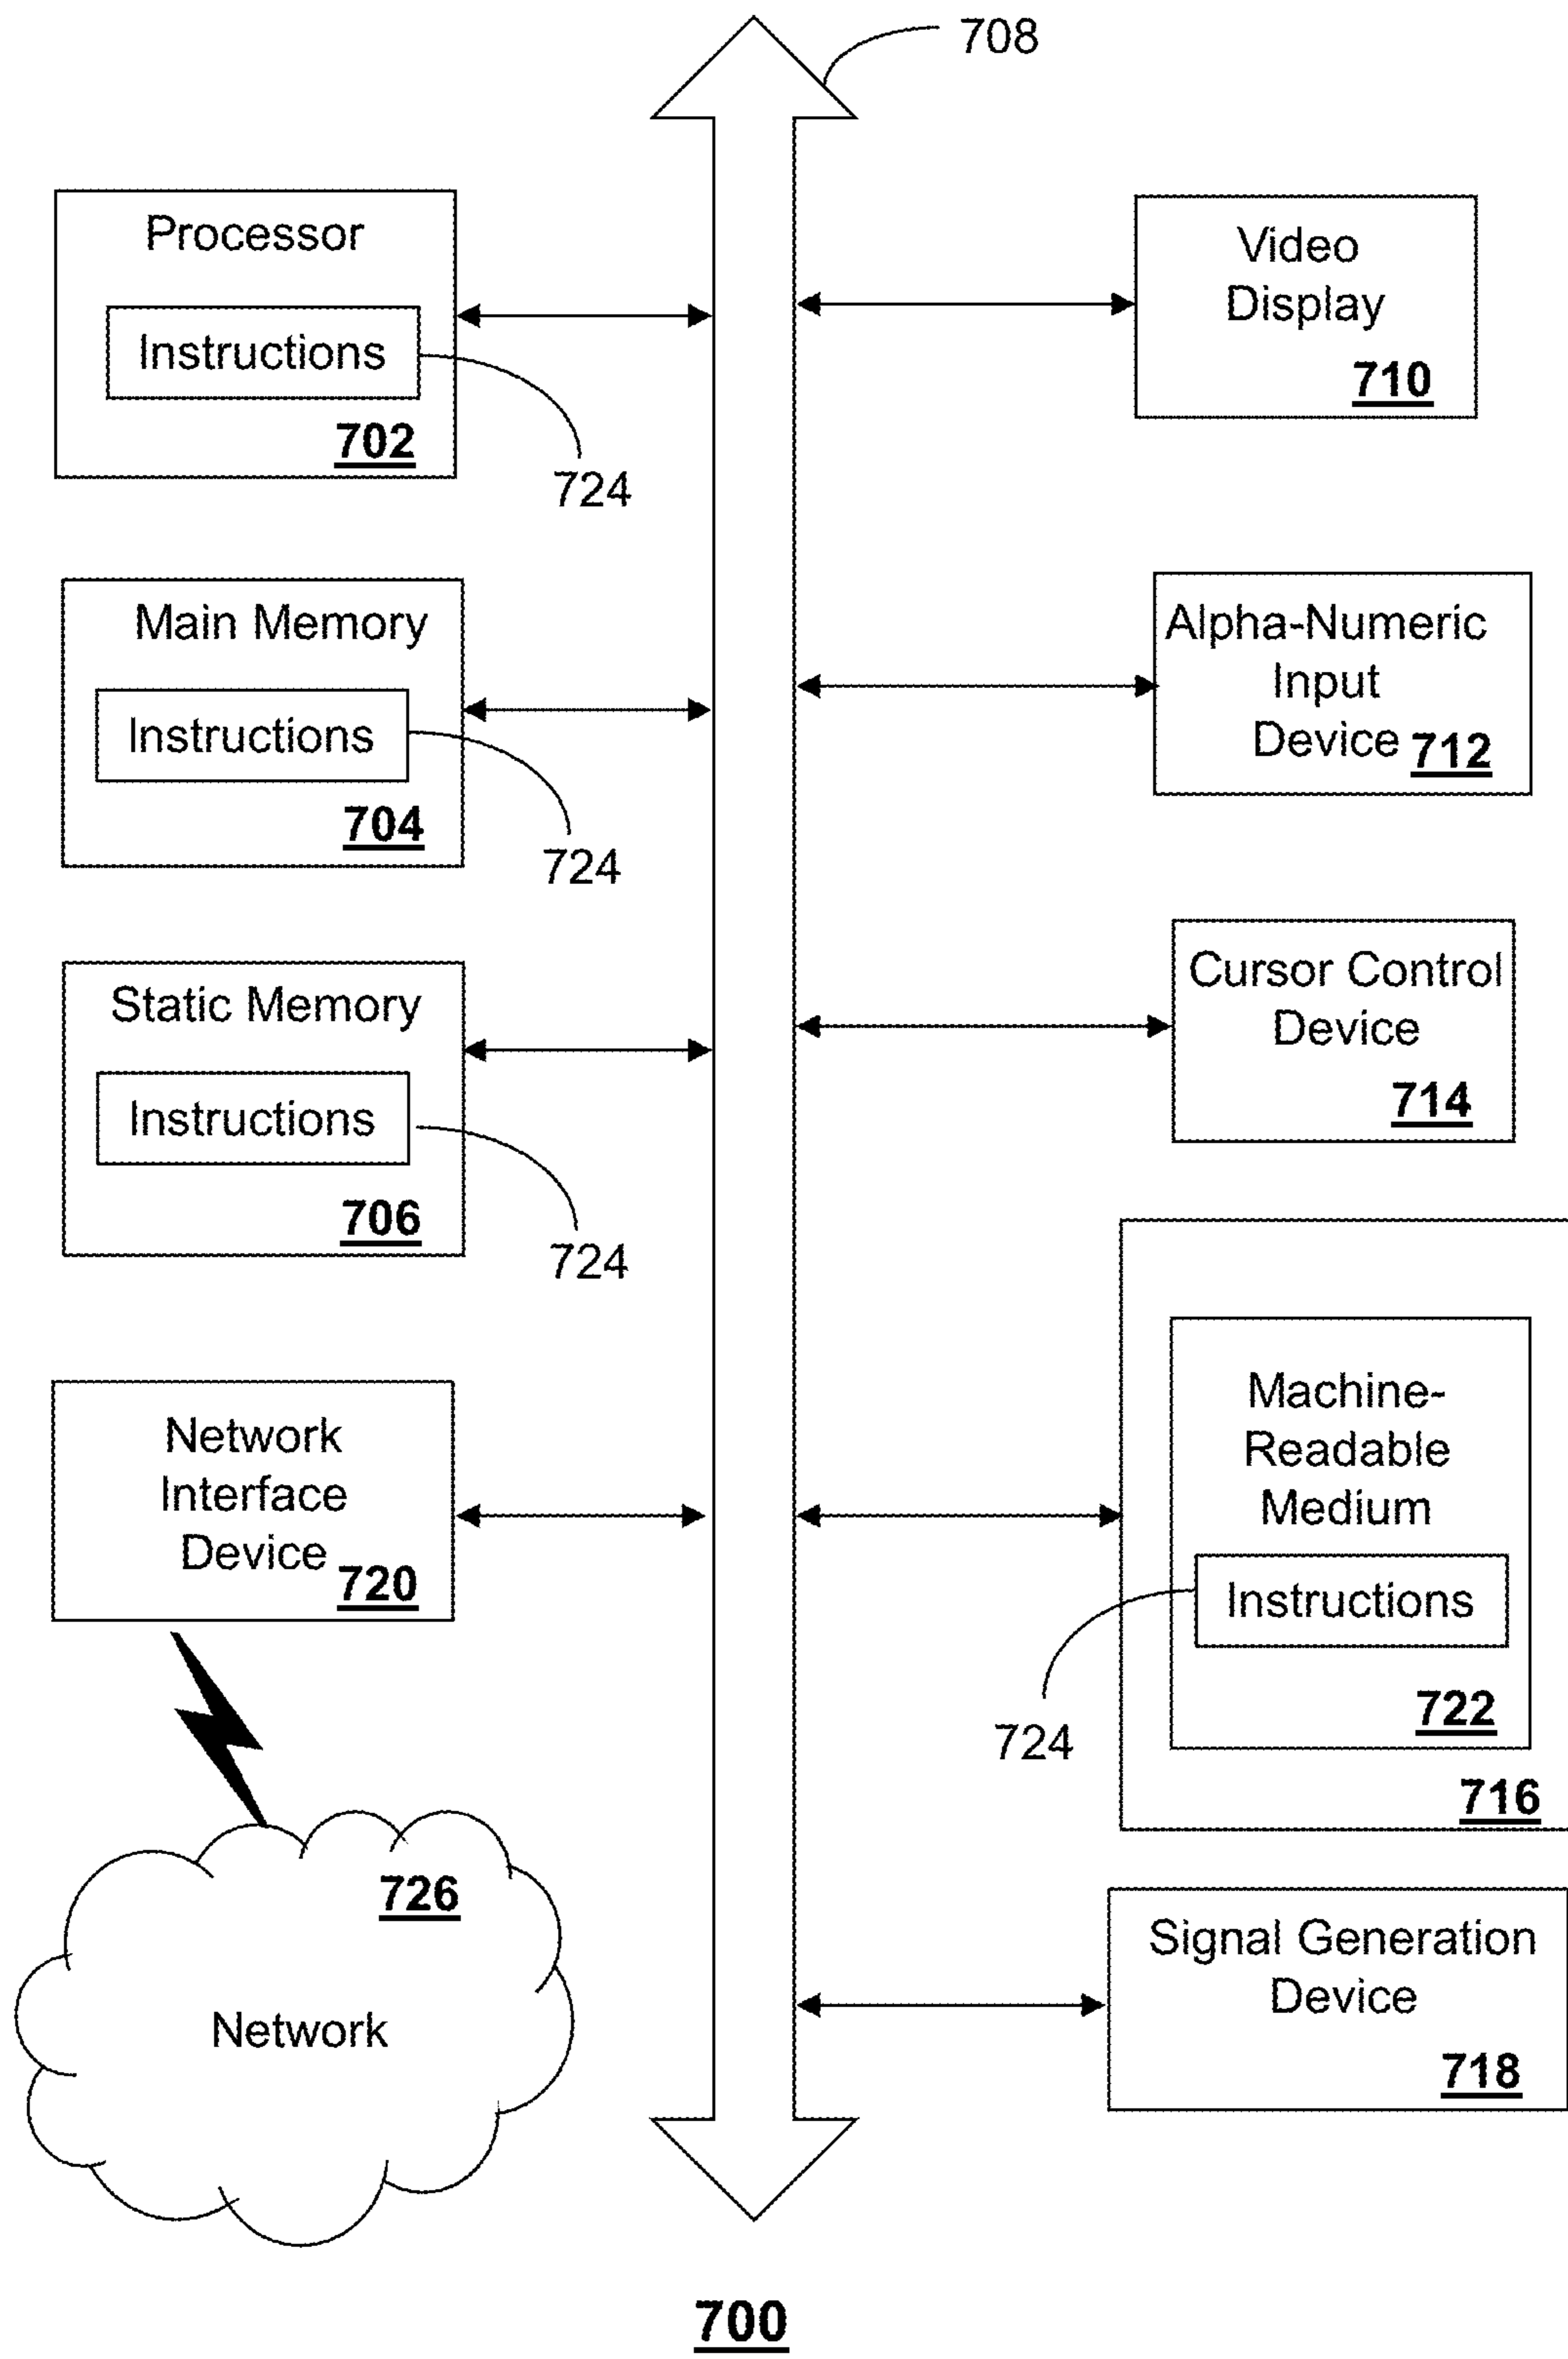 708
Processor
Instructions
702
724
Main Memory
Instructions
704
724
Static Memory
Instructions
706
724
Network
Interface
Device
720
726
Network
Video
Display
710
Alpha-Numeric
Input
Device 712
Cursor Control
Device
714
Machine-
Readable
Medium
Instructions
724
722
716
Signal Generation
Device
718
700